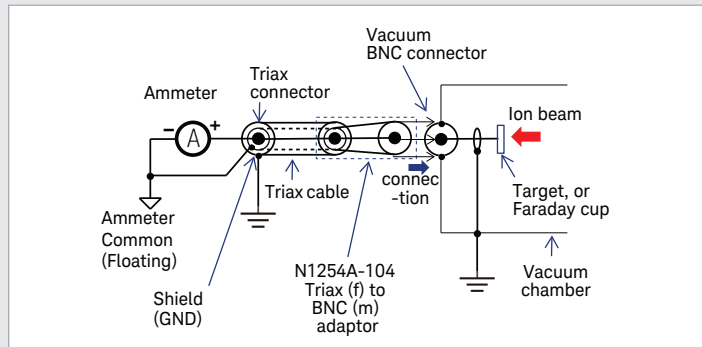 Vacuum
BNC connector
Triax
connector
Ammeter
Ion beam
−
+
A
Triax cable
connec
-tion
Target, or
Faraday cup
Ammeter
Common
(Floating)
N1254A-104
Triax (f) to
BNC (m)
adaptor
Vacuum
chamber
Shield
(GND)